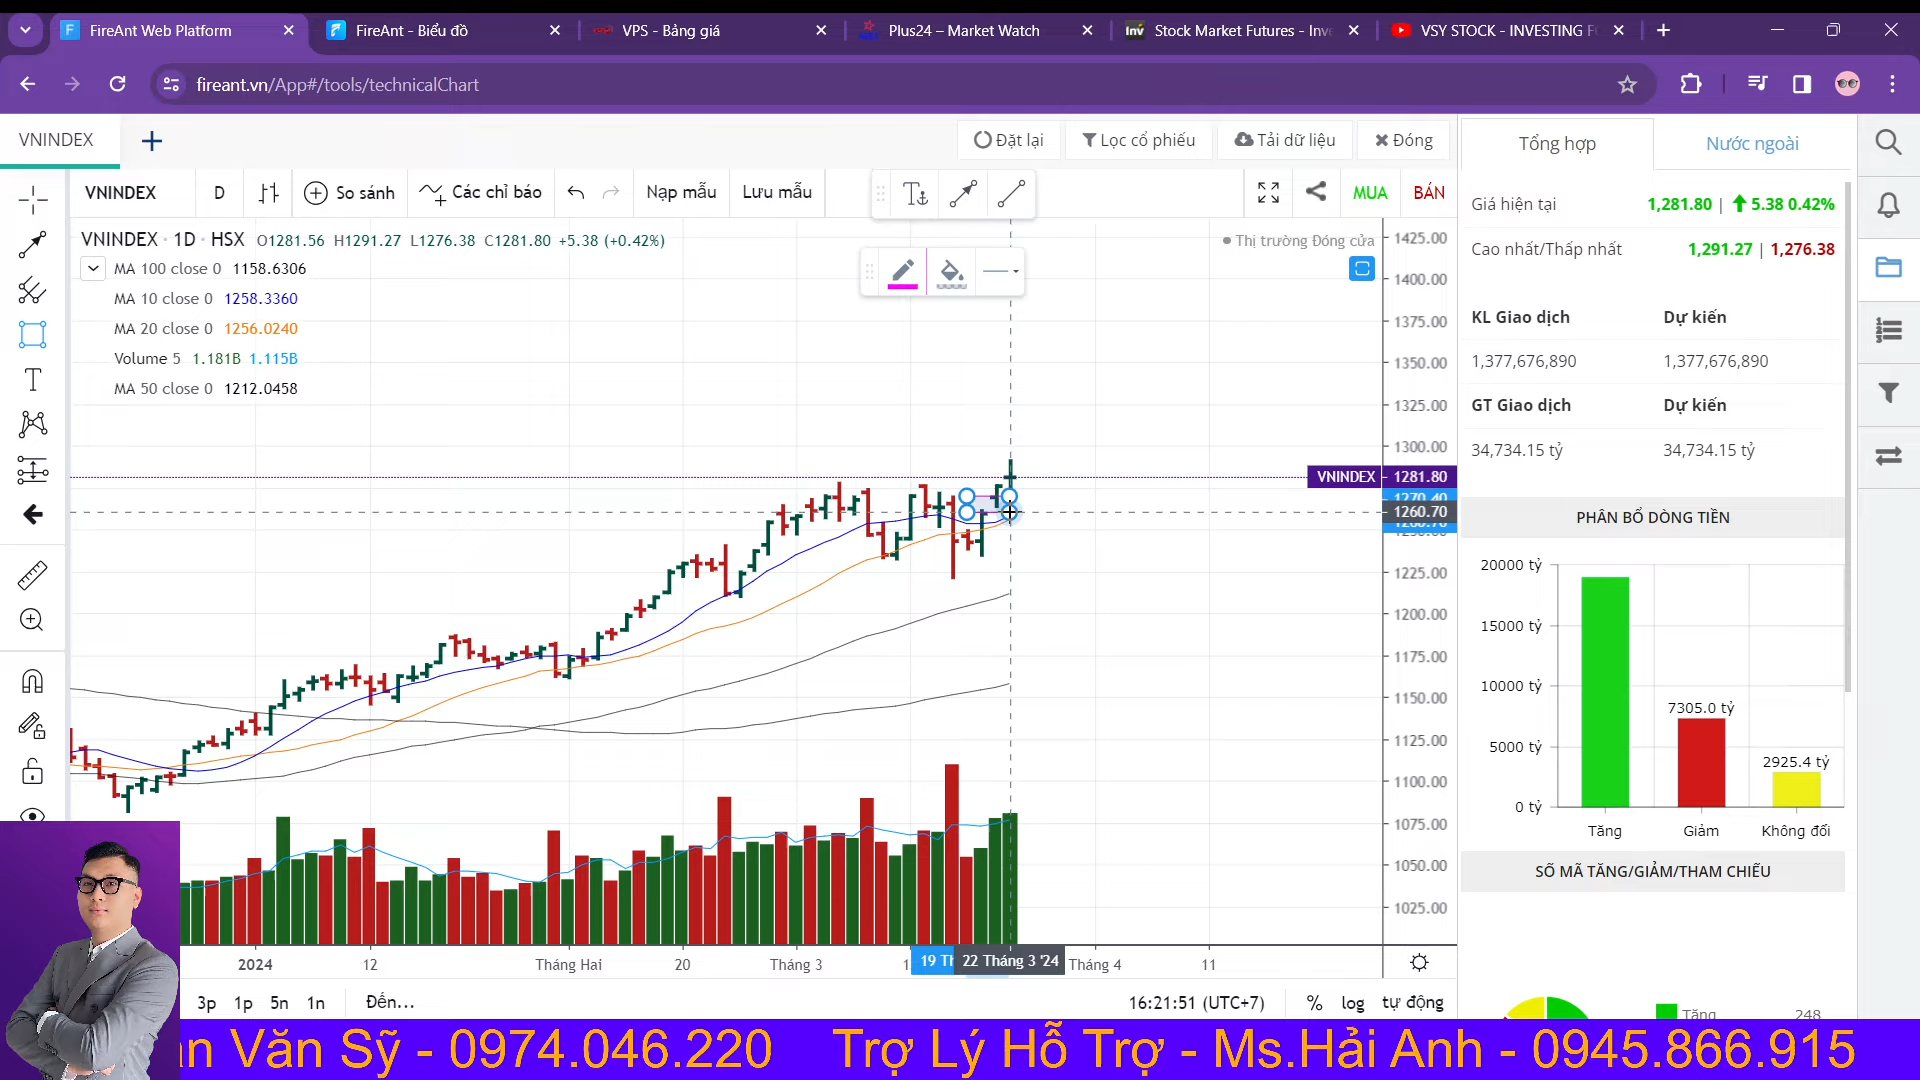 FireAnt Web Platform
FireAnt - Biểu đồ
VPS - Bảng giá
Plus24 – Market Watch
Stock Market Futures - Inve
VSY STOCK - INVESTING F
fireant.vn/App#/tools/technicalChart
VNINDEX
Đặt lại
Lọc cổ phiếu
Tải dữ liệu
Đóng
VNINDEX
D
So sánh
Các chỉ báo
Nạp mẫu
Lưu mẫu
MUA
BÁN
VNINDEX · 1D · HSX O1281.56 H1291.27 L1276.38 C1281.80 +5.38 (+0.42%)
Thị trường Đóng cửa
MA 100 close 0 1158.6306
MA 10 close 0 1258.3360
MA 20 close 0 1256.0240
Volume 5 1.181B 1.115B
MA 50 close 0 1212.0458
1425.00
1400.00
1375.00
1350.00
1325.00
1300.00
VNINDEX 1281.80
1270.40
1260.70
1225.00
1200.00
1175.00
1150.00
1125.00
1100.00
1075.00
1050.00
1025.00
2024
12
Tháng Hai
20
Tháng 3
19 Th
22 Tháng 3 '24
Tháng 4
11
3p 1p 5n 1n Đến...
16:21:51 (UTC+7) % log tự động
Tổng hợp
Nước ngoài
Giá hiện tại 1,281.80 | 5.38 0.42%
Cao nhất/Thấp nhất 1,291.27 | 1,276.38
KL Giao dịch Dự kiến
1,377,676,890 1,377,676,890
GT Giao dịch Dự kiến
34,734.15 tỷ 34,734.15 tỷ
PHÂN BỔ DÒNG TIỀN
20000 tỷ
15000 tỷ
10000 tỷ
5000 tỷ
0 tỷ
7305.0 tỷ
2925.4 tỷ
Tăng Giảm Không đổi
SỐ MÃ TĂNG/GIẢM/THAM CHIẾU
Tăng 248
n Văn Sỹ - 0974.046.220 Trợ Lý Hỗ Trợ - Ms.Hải Anh - 0945.866.915